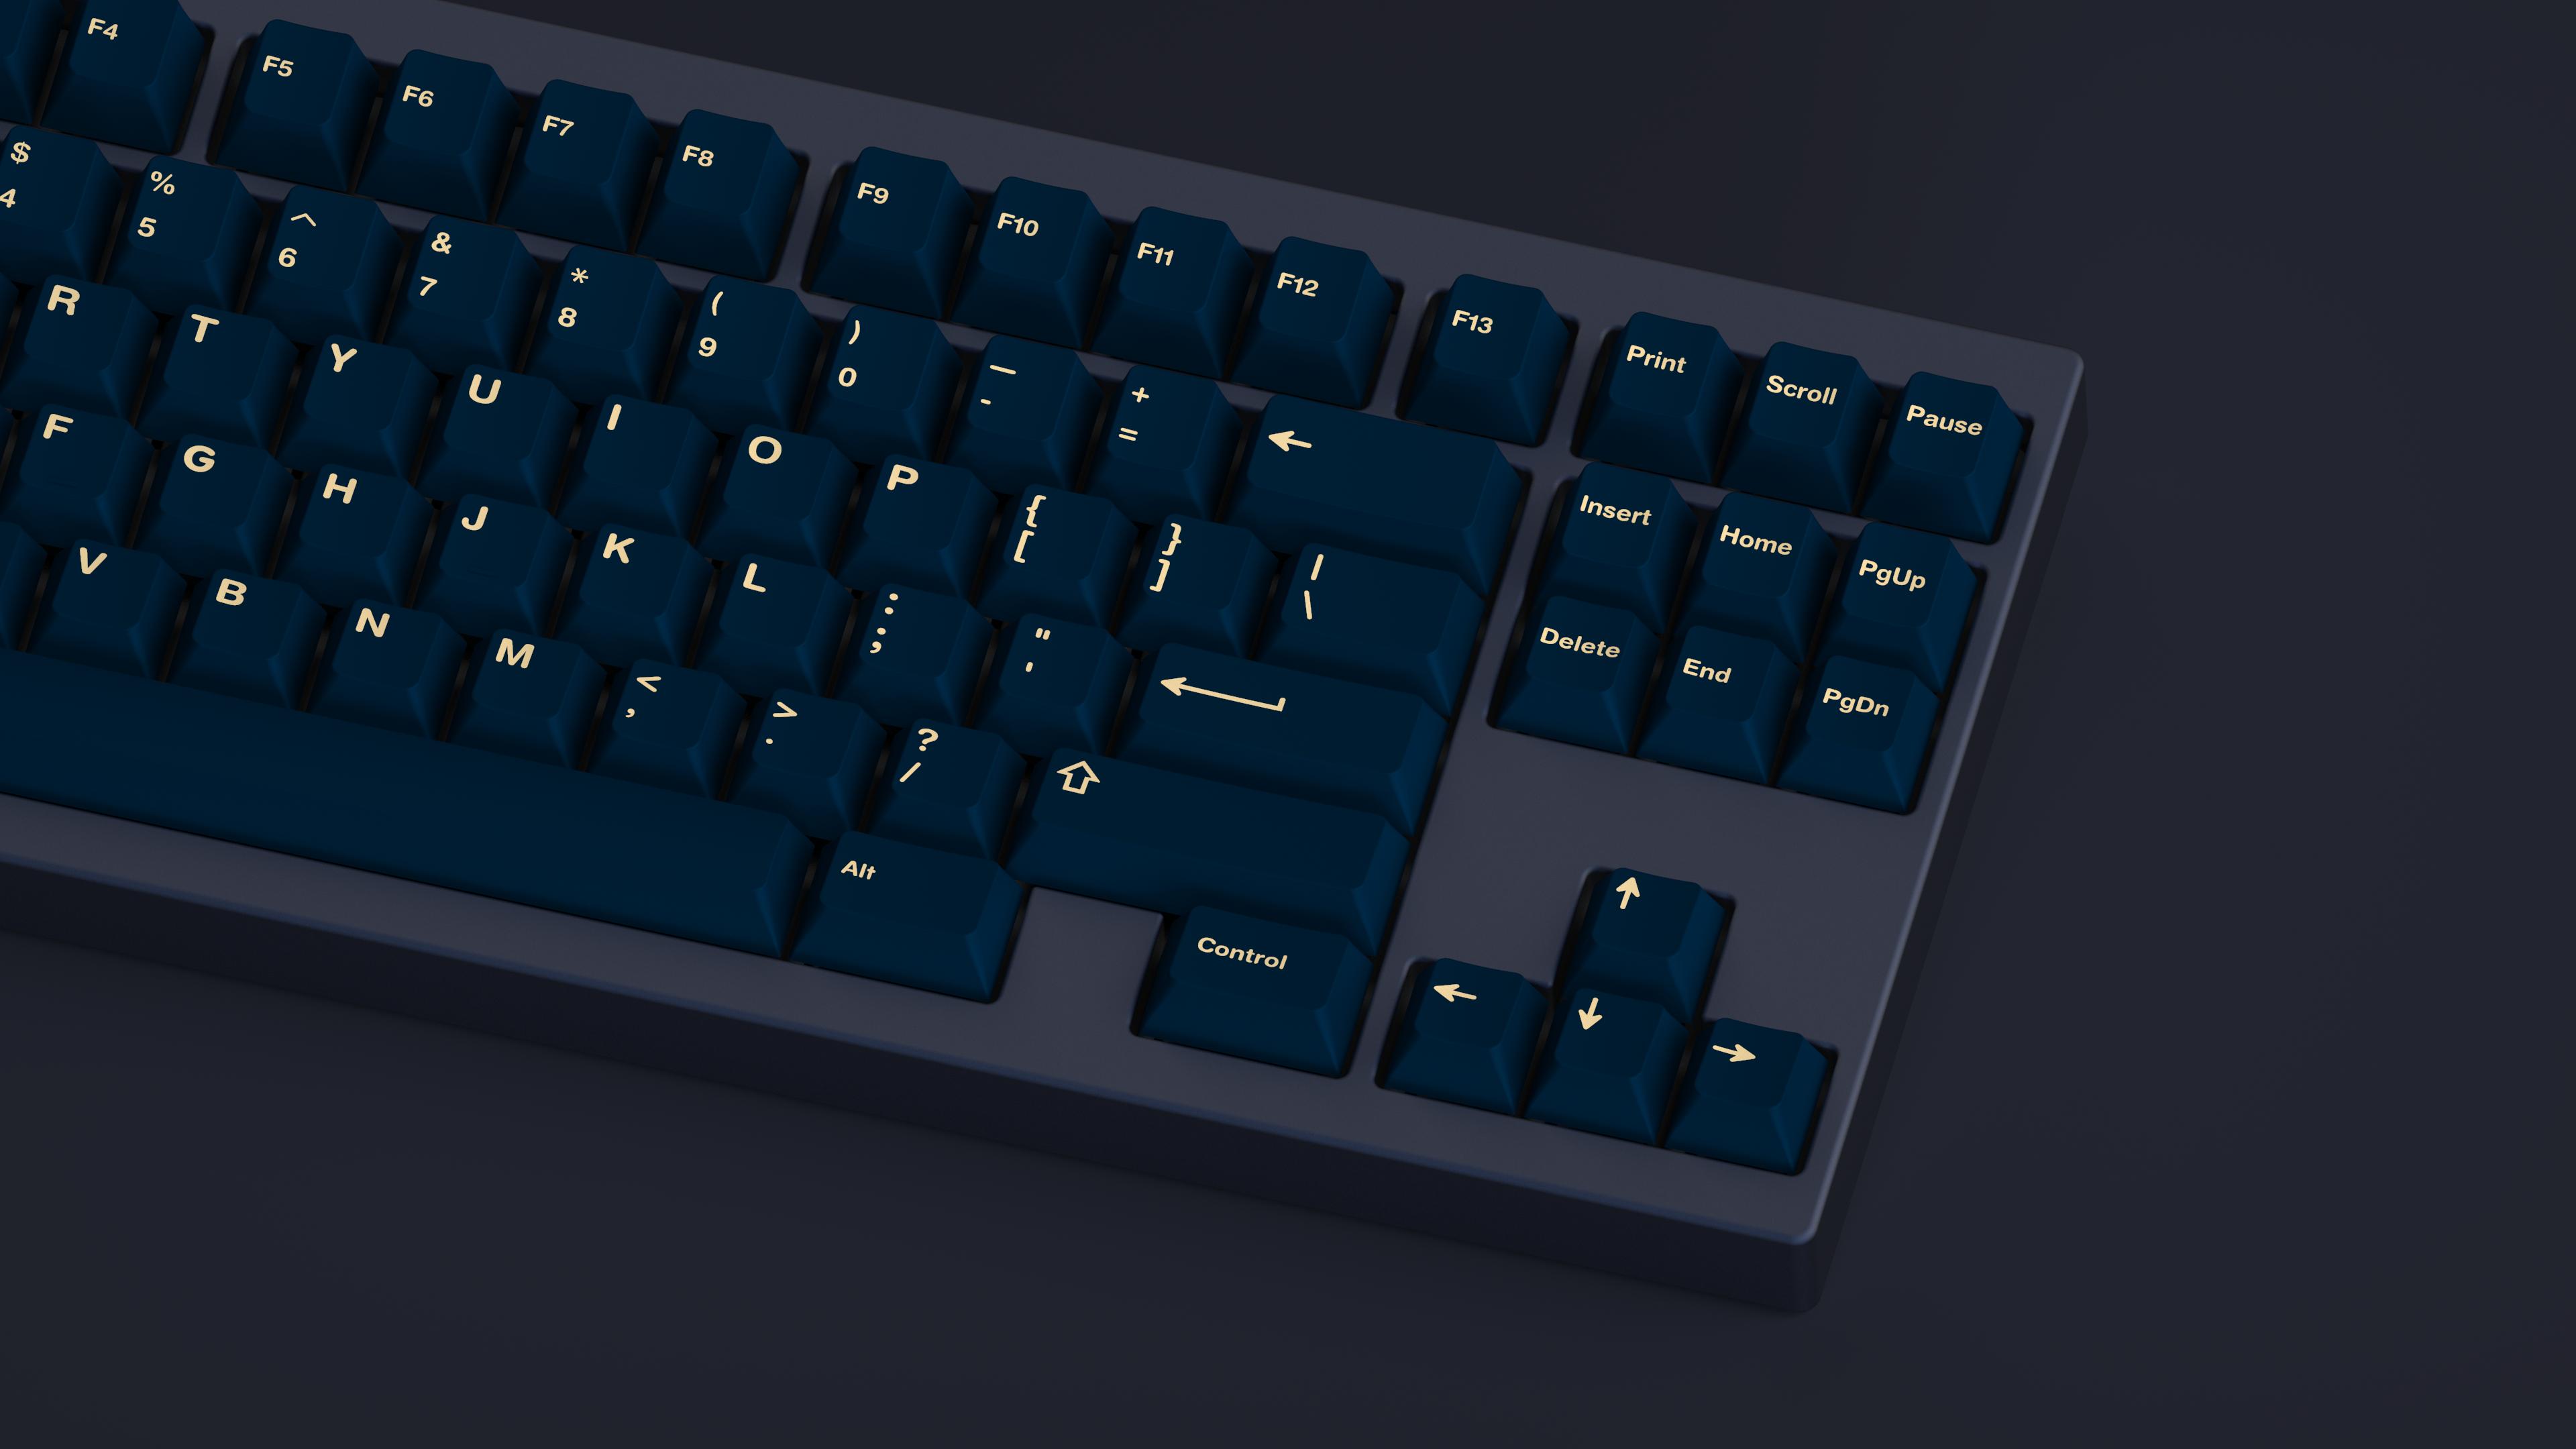 F4 F5 F6 F7 F8 F9 F10 F11 F12 F13 Print Scroll Pause
$ % ^ & * ( ) — +
4 5 6 7 8 9 0 - = ← Insert Home PgUp
R T Y U I O P { } |
[ ] \ Delete End PgDn
F G H J K L : "
; '
V B N M < > ?
, . / ⇧ ↑
Alt Control ← ↓ →